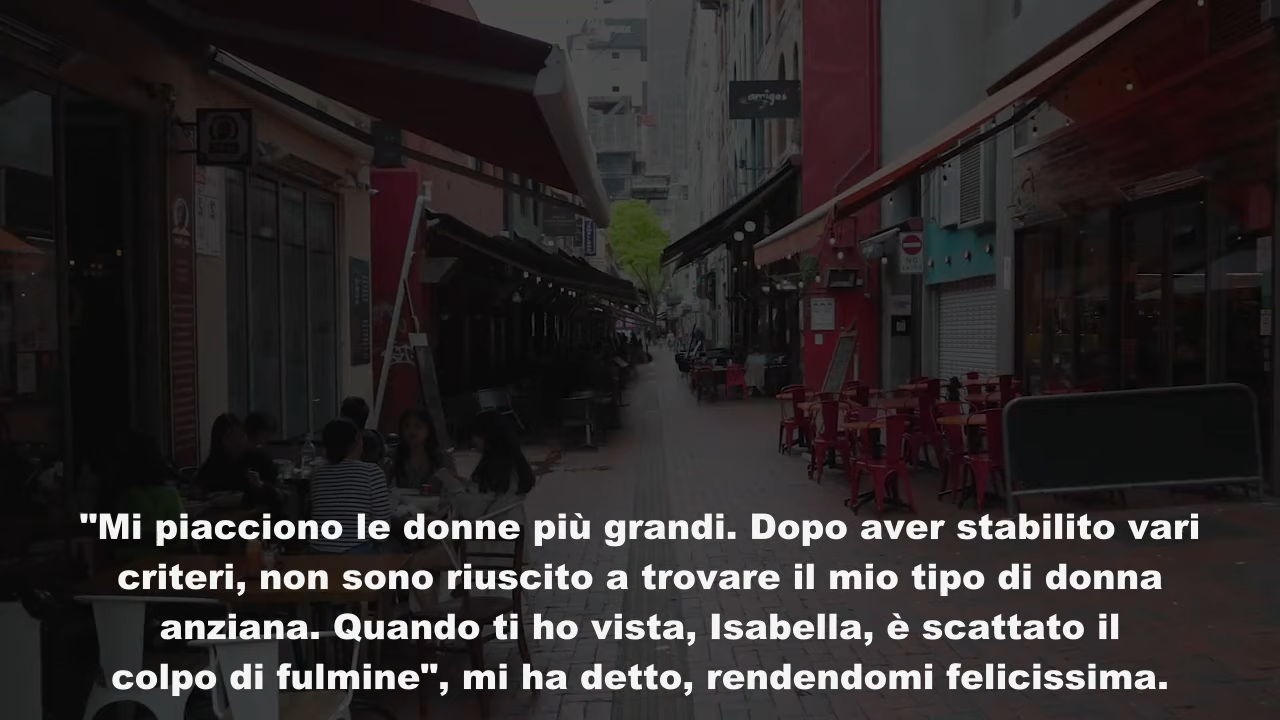 amigos
NO
"Mi piacciono le donne più grandi. Dopo aver stabilito vari
criteri, non sono riuscito a trovare il mio tipo di donna
anziana. Quando ti ho vista, Isabella, è scattato il
colpo di fulmine", mi ha detto, rendendomi felicissima.